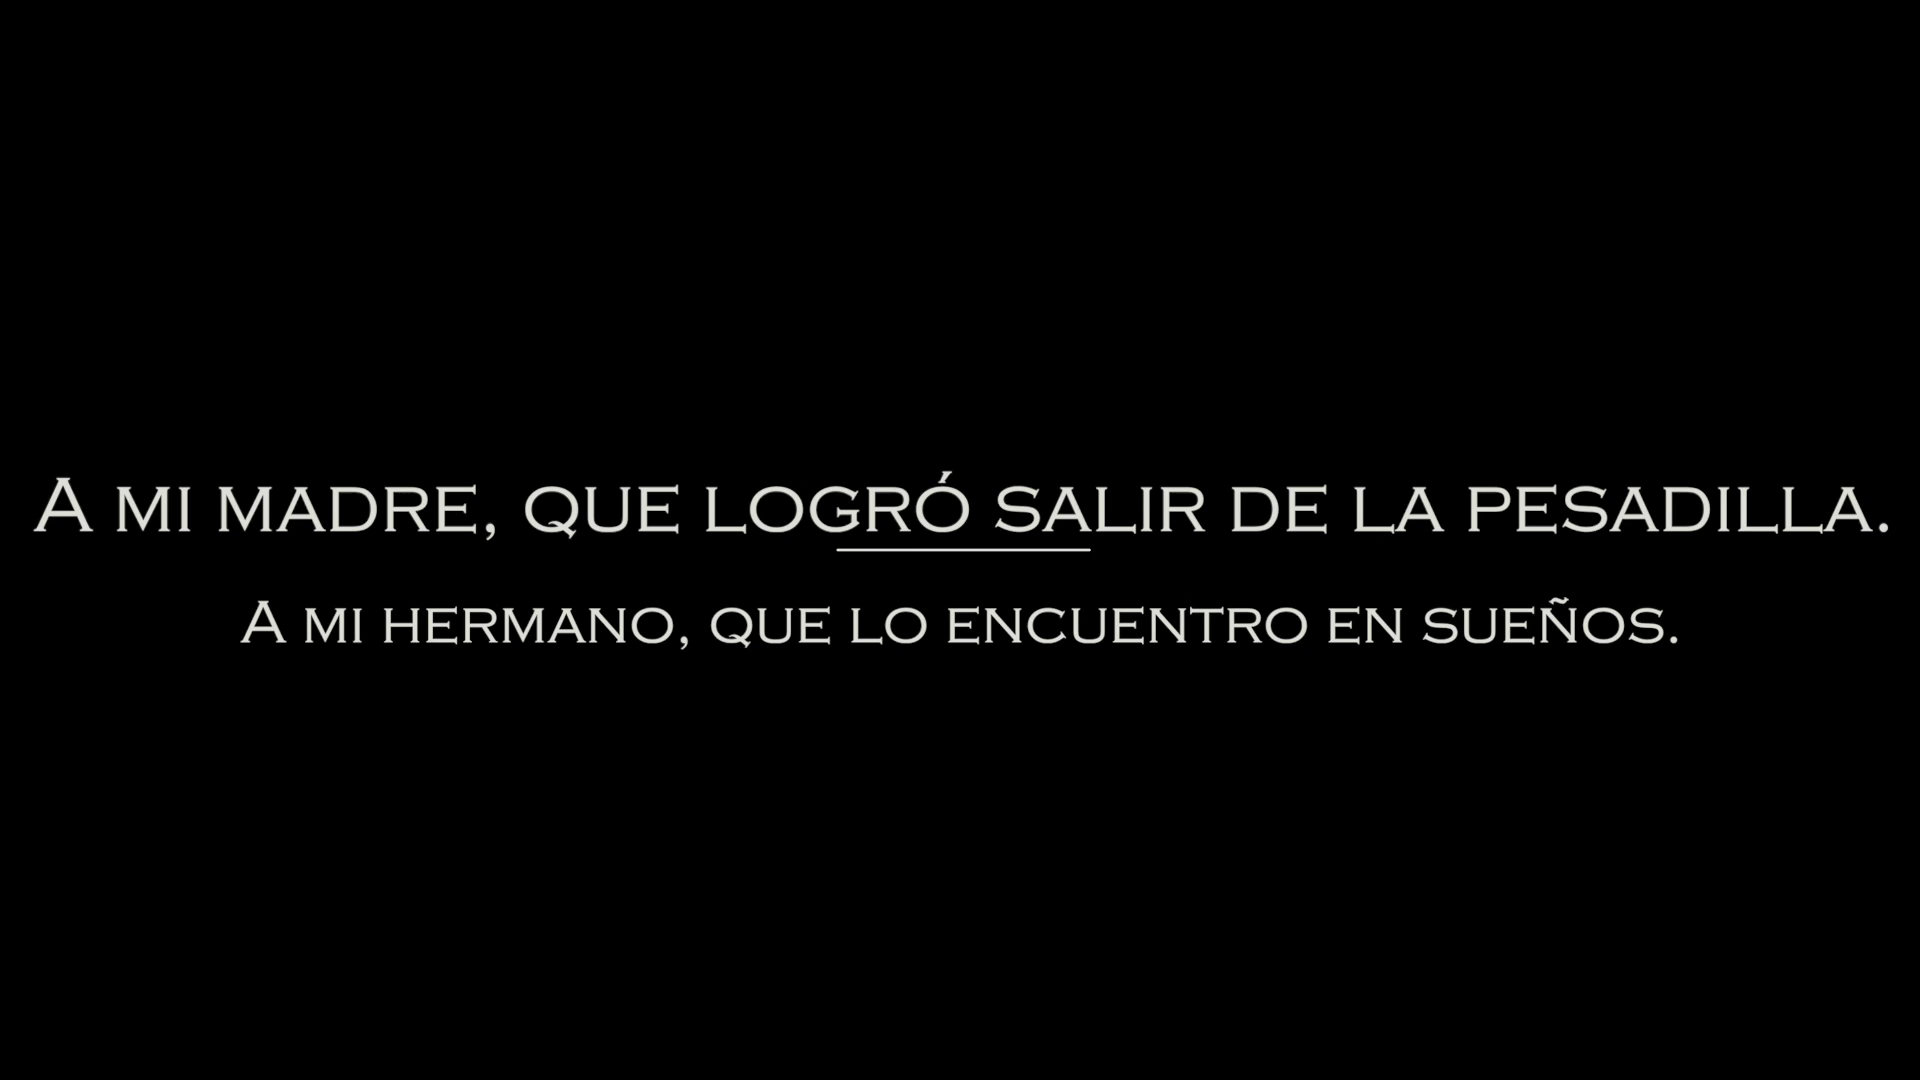 A MI MADRE, QUE LOGRÓ SALIR DE LA PESADILLA.
A MI HERMANO, QUE LO ENCUENTRO EN SUEÑOS.